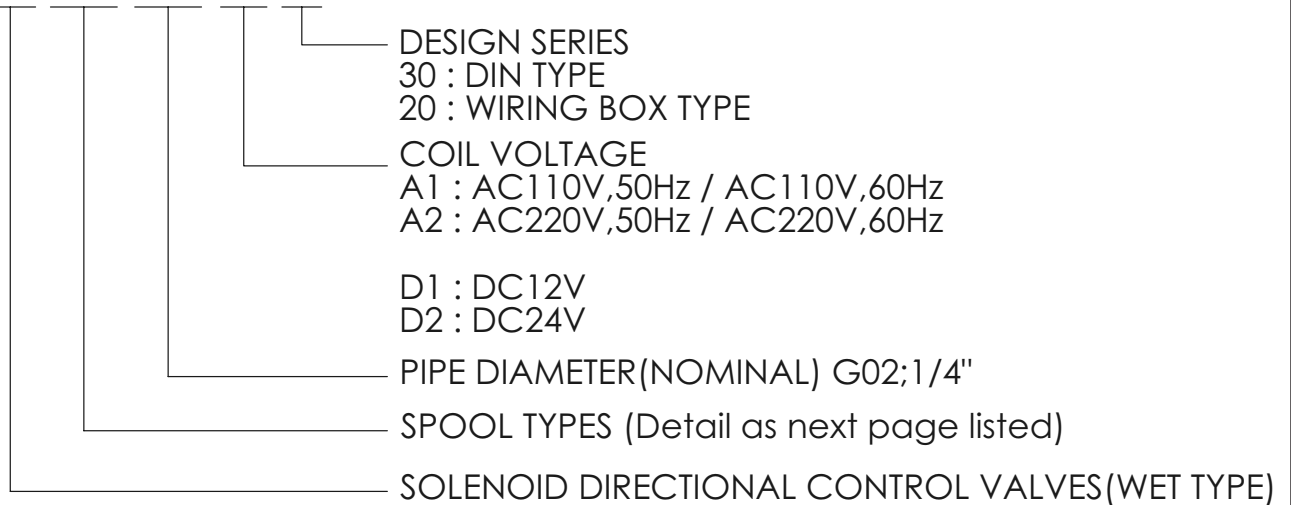 DESIGN SERIES
30 : DIN TYPE
20 : WIRING BOX TYPE
COIL VOLTAGE
A1 : AC110V,50Hz / AC110V,60Hz
A2 : AC220V,50Hz / AC220V,60Hz
D1 : DC12V
D2 : DC24V
PIPE DIAMETER(NOMINAL) G02;1/4"
SPOOL TYPES (Detail as next page listed)
SOLENOID DIRECTIONAL CONTROL VALVES(WET TYPE)